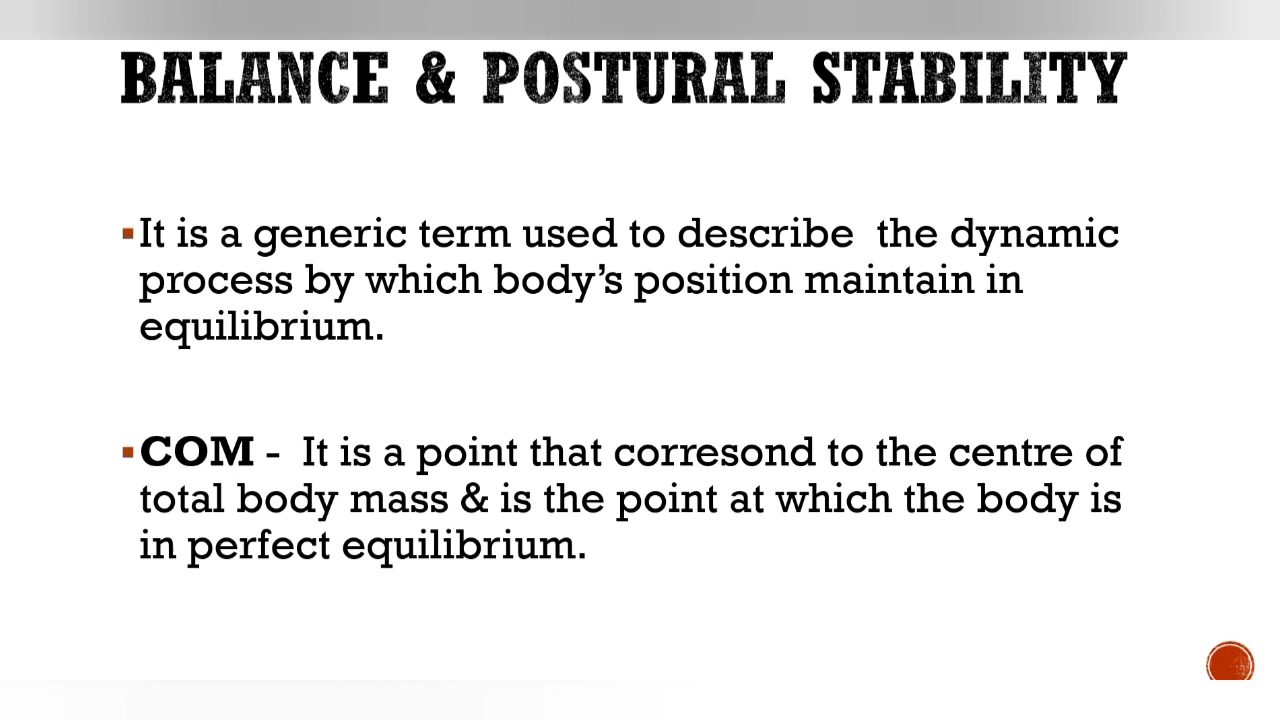 BALANCE & POSTURAL STABILITY
▪It is a generic term used to describe  the dynamic
process by which body’s position maintain in
equilibrium.
▪COM -  It is a point that corresond to the centre of
total body mass & is the point at which the body is
in perfect equilibrium.